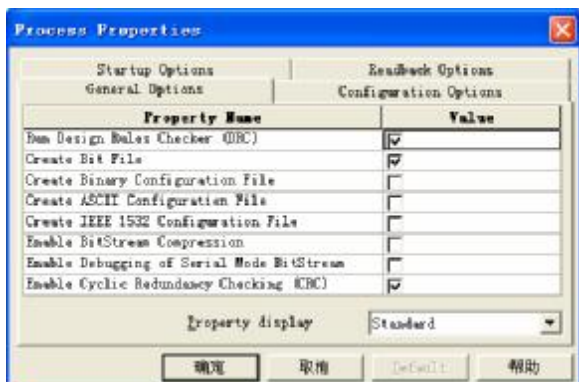 Process Properties
Startup Options
Readback Options
General Options
Configuration Options
Property Name
Value
Run Design Rules Checker (DRC)
Create Bit File
Create Binary Configuration File
Create ASCII Configuration File
Create IEEE 1532 Configuration File
Enable BitStream Compression
Enable Debugging of Serial Mode BitStream
Enable Cyclic Redundancy Checking (CRC)
Property display
Standard
确定
取消
Default
帮助